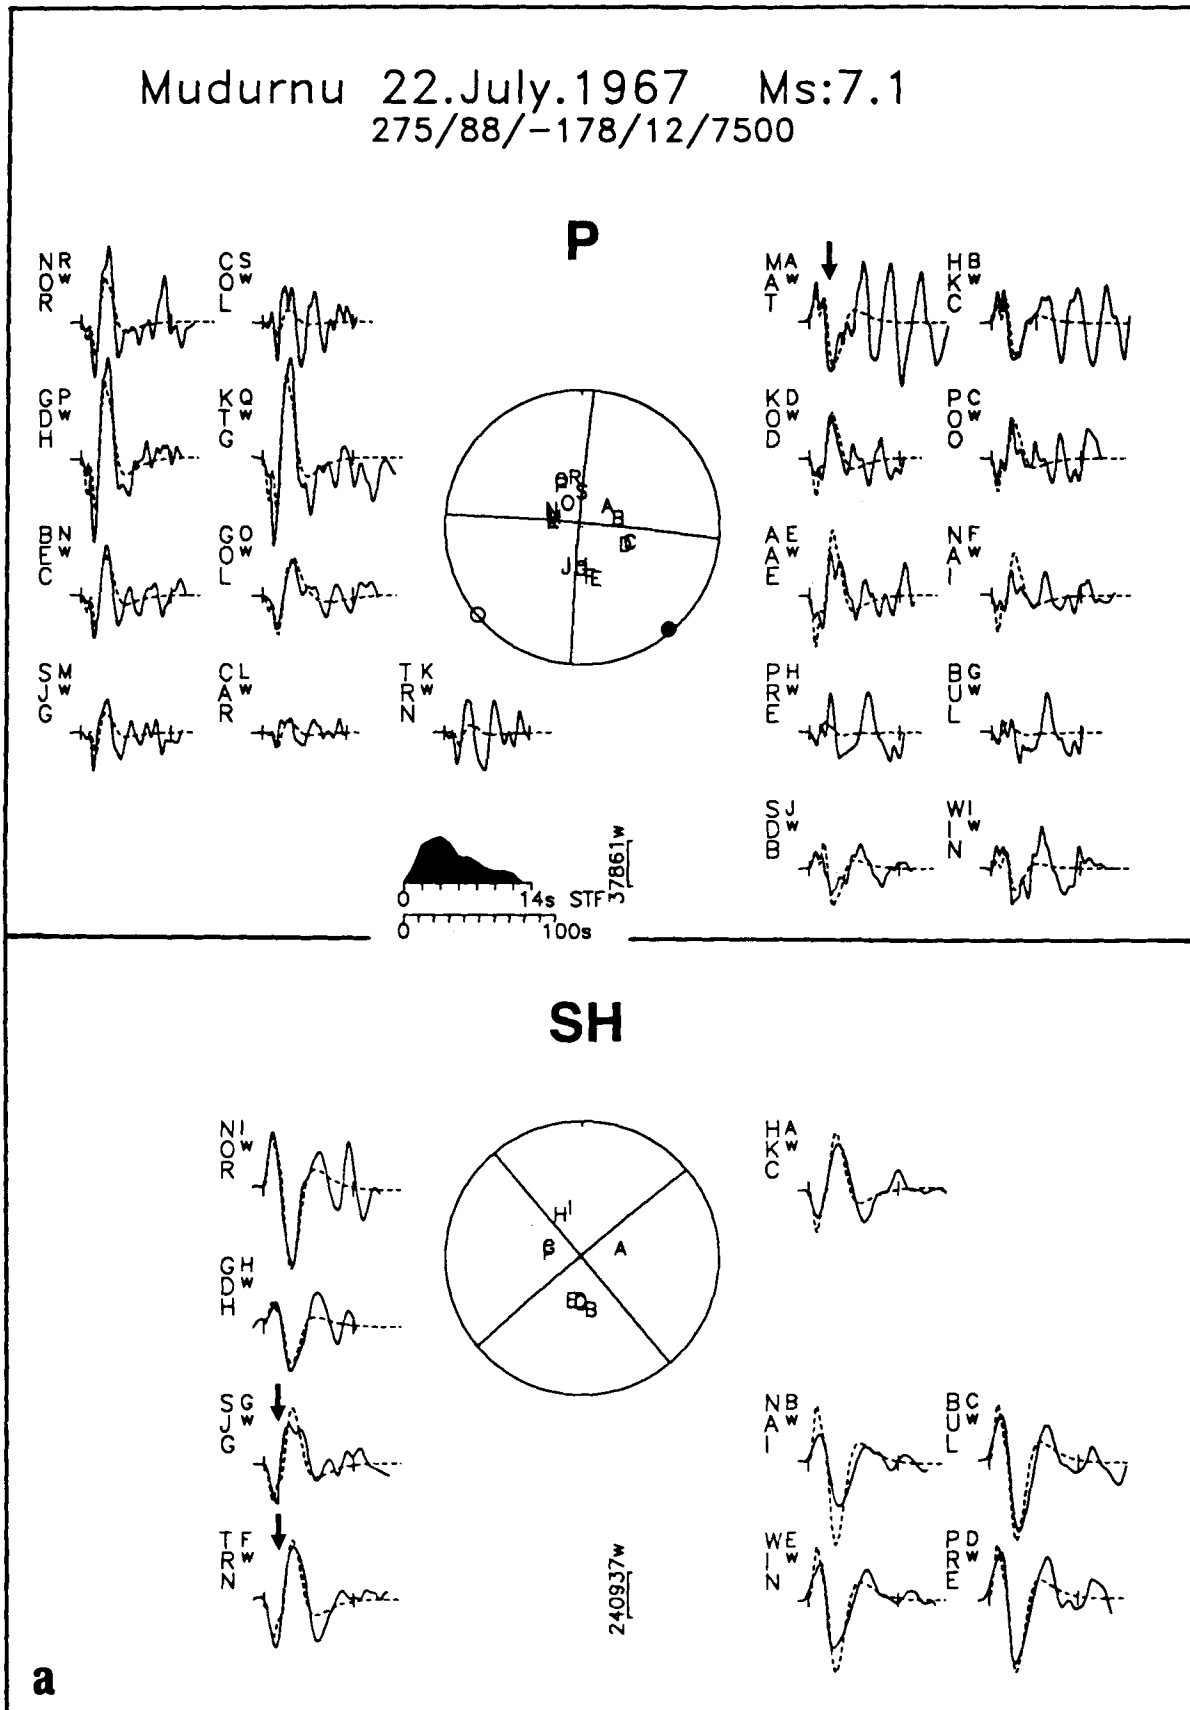 Mudurnu 22.July.1967 Ms:7.1
275/88/-178/12/7500
P
NOR R w
COL S w
MAT A w
HKC B w
GDH P w
KTG Q w
KOD D w
POO C w
BEC N w
GOL O w
AAE E w
NAI F w
SJG M w
CAR L w
TRN K w
PRE H w
BUL G w
SDB J w
WIN I w
R S O N A B D C J F E
0 14s STF
37861w
0 100s
SH
NOR I w
HKC A w
GDH H w
SJG G w
NAI B w
BUL C w
TRN F w
WIN E w
PRE D w
H I A E D B
240937w
a